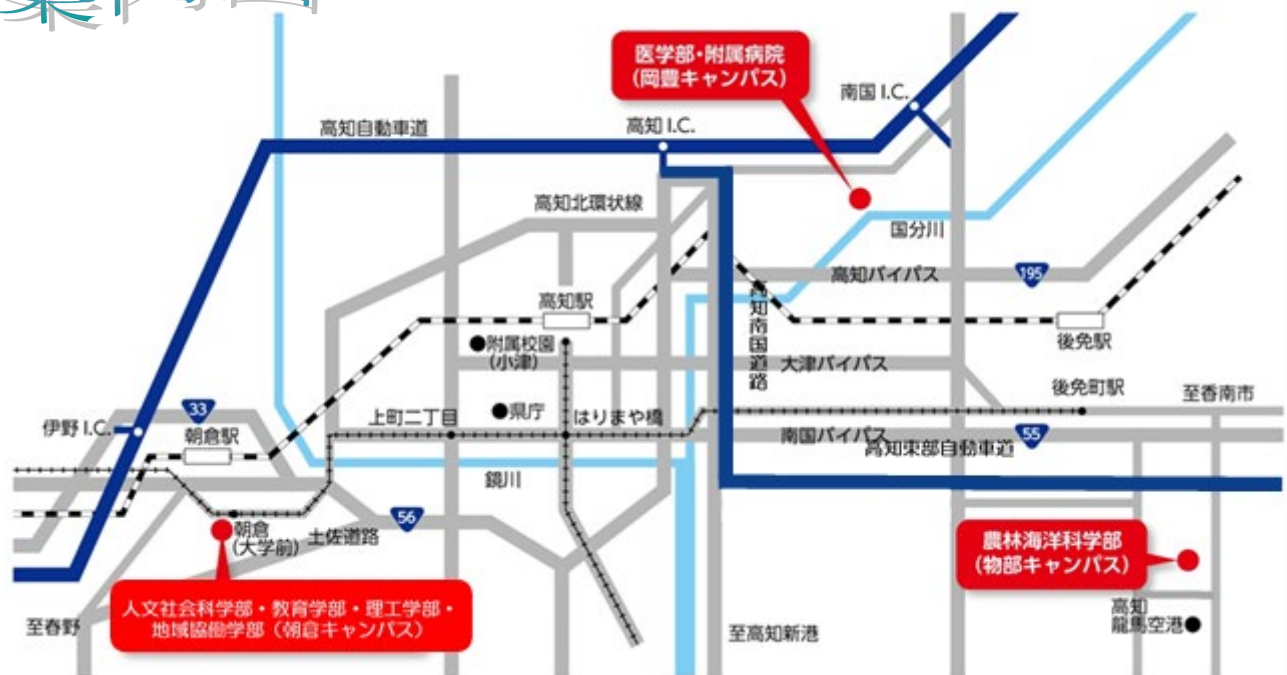 案内図
医学部・附属病院
（岡豊キャンパス）
南国 I.C.
高知自動車道
高知 I.C.
高知北環状線
国分川
高知バイパス
195
高知駅
高知南国道路
附属校園
（小津）
大津バイパス
後免駅
後免町駅
至香南市
33
伊野 I.C.
朝倉駅
上町二丁目
県庁
はりまや橋
南国バイパス
55
高知東部自動車道
鏡川
朝倉
（大学前）
土佐道路
56
農林海洋科学部
（物部キャンパス）
人文社会科学部・教育学部・理工学部・
地域協働学部（朝倉キャンパス）
至春野
至高知新港
高知
龍馬空港